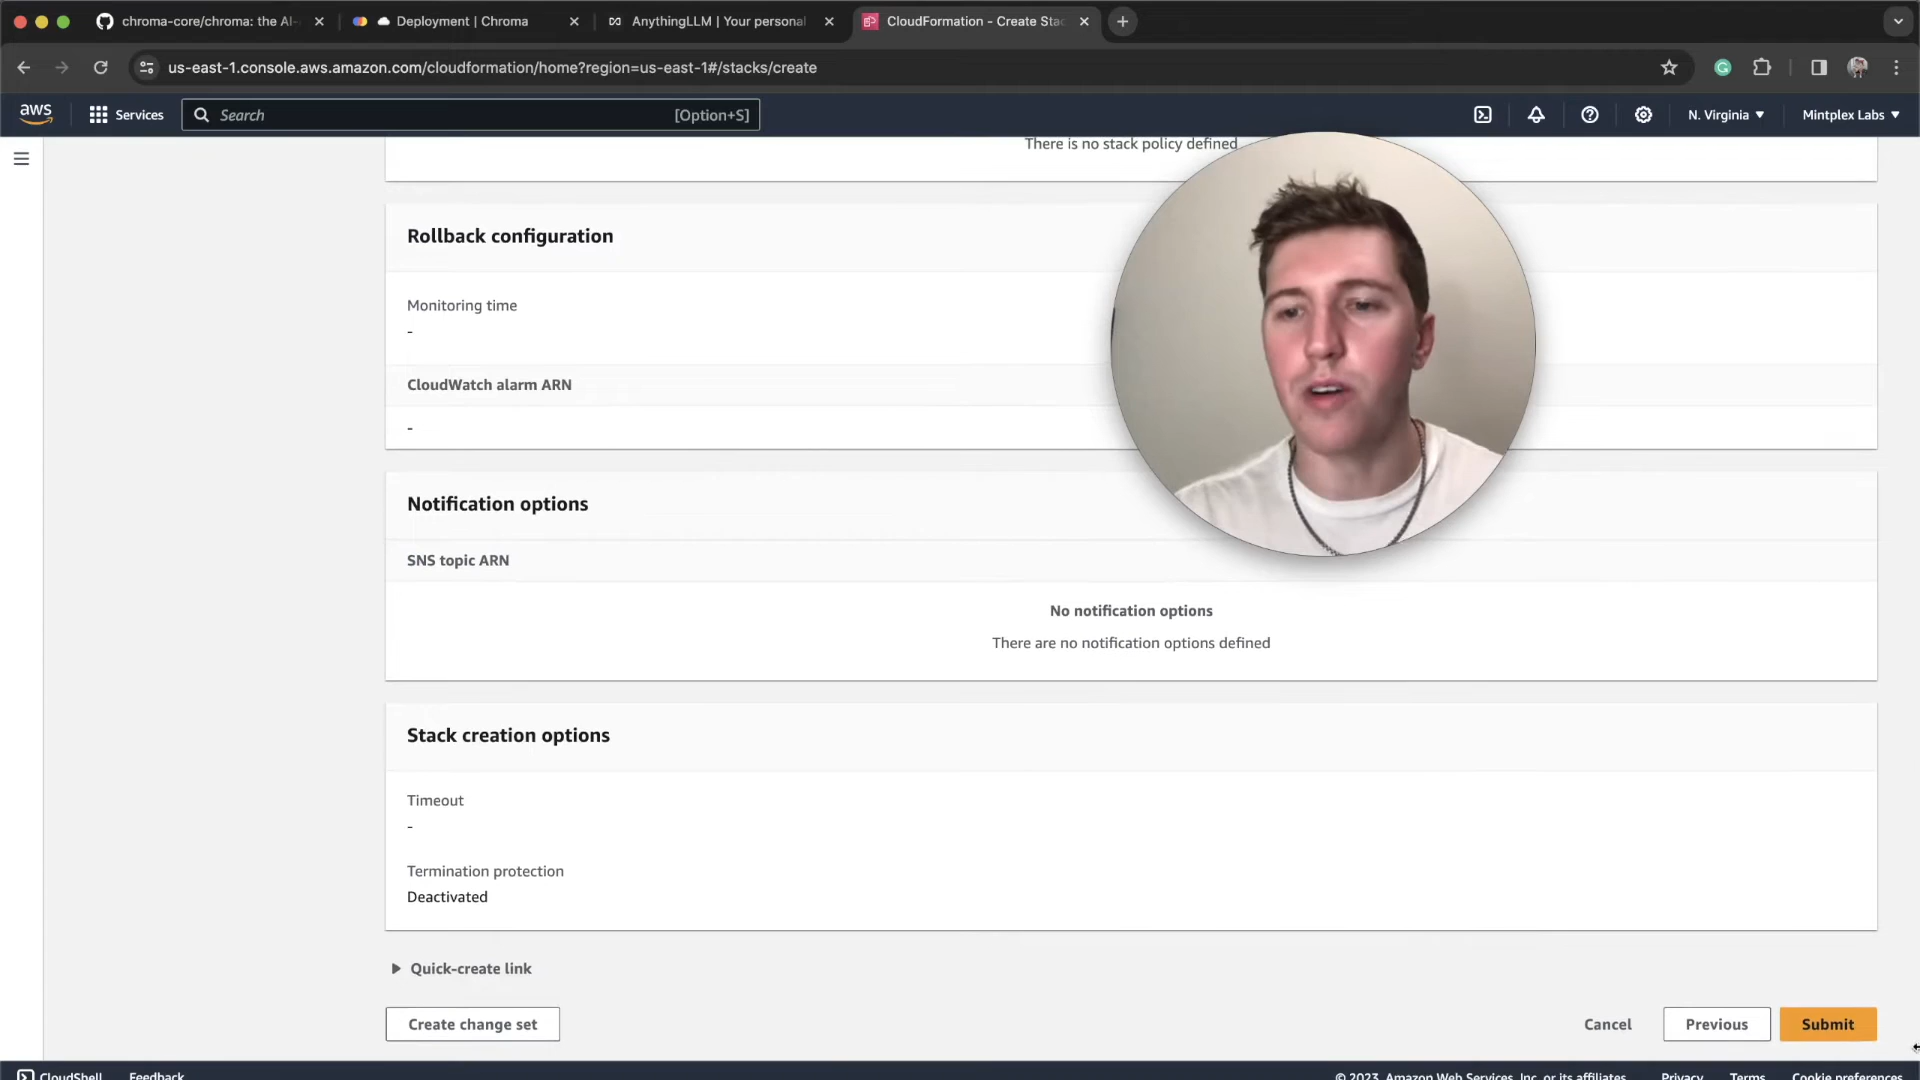 chroma-core/chroma: the AI-
Deployment | Chroma
AnythingLLM | Your personal
CloudFormation - Create Stac
us-east-1.console.aws.amazon.com/cloudformation/home?region=us-east-1#/stacks/create
aws
Services
Search
[Option+S]
N. Virginia
Mintplex Labs
There is no stack policy defined
Rollback configuration
Monitoring time
-
CloudWatch alarm ARN
-
Notification options
SNS topic ARN
No notification options
There are no notification options defined
Stack creation options
Timeout
-
Termination protection
Deactivated
Quick-create link
Create change set
Cancel
Previous
Submit
CloudShell
Feedback
© 2023, Amazon Web Services, Inc. or its affiliates.
Privacy
Terms
Cookie preferences